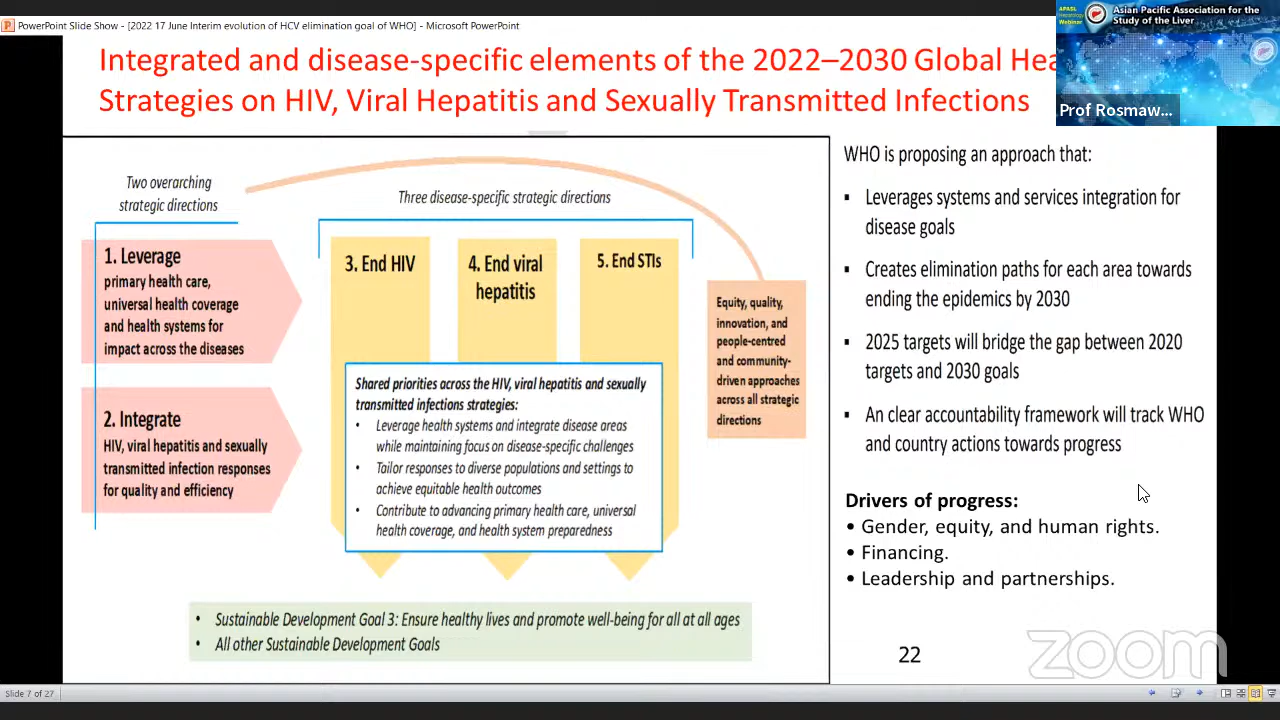 PowerPoint Slide Show - [2022 17 June Interim evolution of HCV elimination goal of WHO] - Microsoft PowerPoint
APASL
Hepatology
Webinar
Asian Pacific Association for the
Study of the Liver
Prof Rosmaw...
Integrated and disease-specific elements of the 2022–2030 Global Hea
Strategies on HIV, Viral Hepatitis and Sexually Transmitted Infections
Two overarching
strategic directions
Three disease-specific strategic directions
1. Leverage
primary health care,
universal health coverage
and health systems for
impact across the diseases
2. Integrate
HIV, viral hepatitis and sexually
transmitted infection responses
for quality and efficiency
3. End HIV
4. End viral
hepatitis
5. End STIs
Shared priorities across the HIV, viral hepatitis and sexually
transmitted infections strategies:
• Leverage health systems and integrate disease areas
while maintaining focus on disease-specific challenges
• Tailor responses to diverse populations and settings to
achieve equitable health outcomes
• Contribute to advancing primary health care, universal
health coverage, and health system preparedness
Equity, quality,
innovation, and
people-centred
and community-
driven approaches
across all strategic
directions
• Sustainable Development Goal 3: Ensure healthy lives and promote well-being for all at all ages
• All other Sustainable Development Goals
WHO is proposing an approach that:
▪ Leverages systems and services integration for
disease goals
▪ Creates elimination paths for each area towards
ending the epidemics by 2030
▪ 2025 targets will bridge the gap between 2020
targets and 2030 goals
▪ An clear accountability framework will track WHO
and country actions towards progress
Drivers of progress:
• Gender, equity, and human rights.
• Financing.
• Leadership and partnerships.
22
zoom
Slide 7 of 27